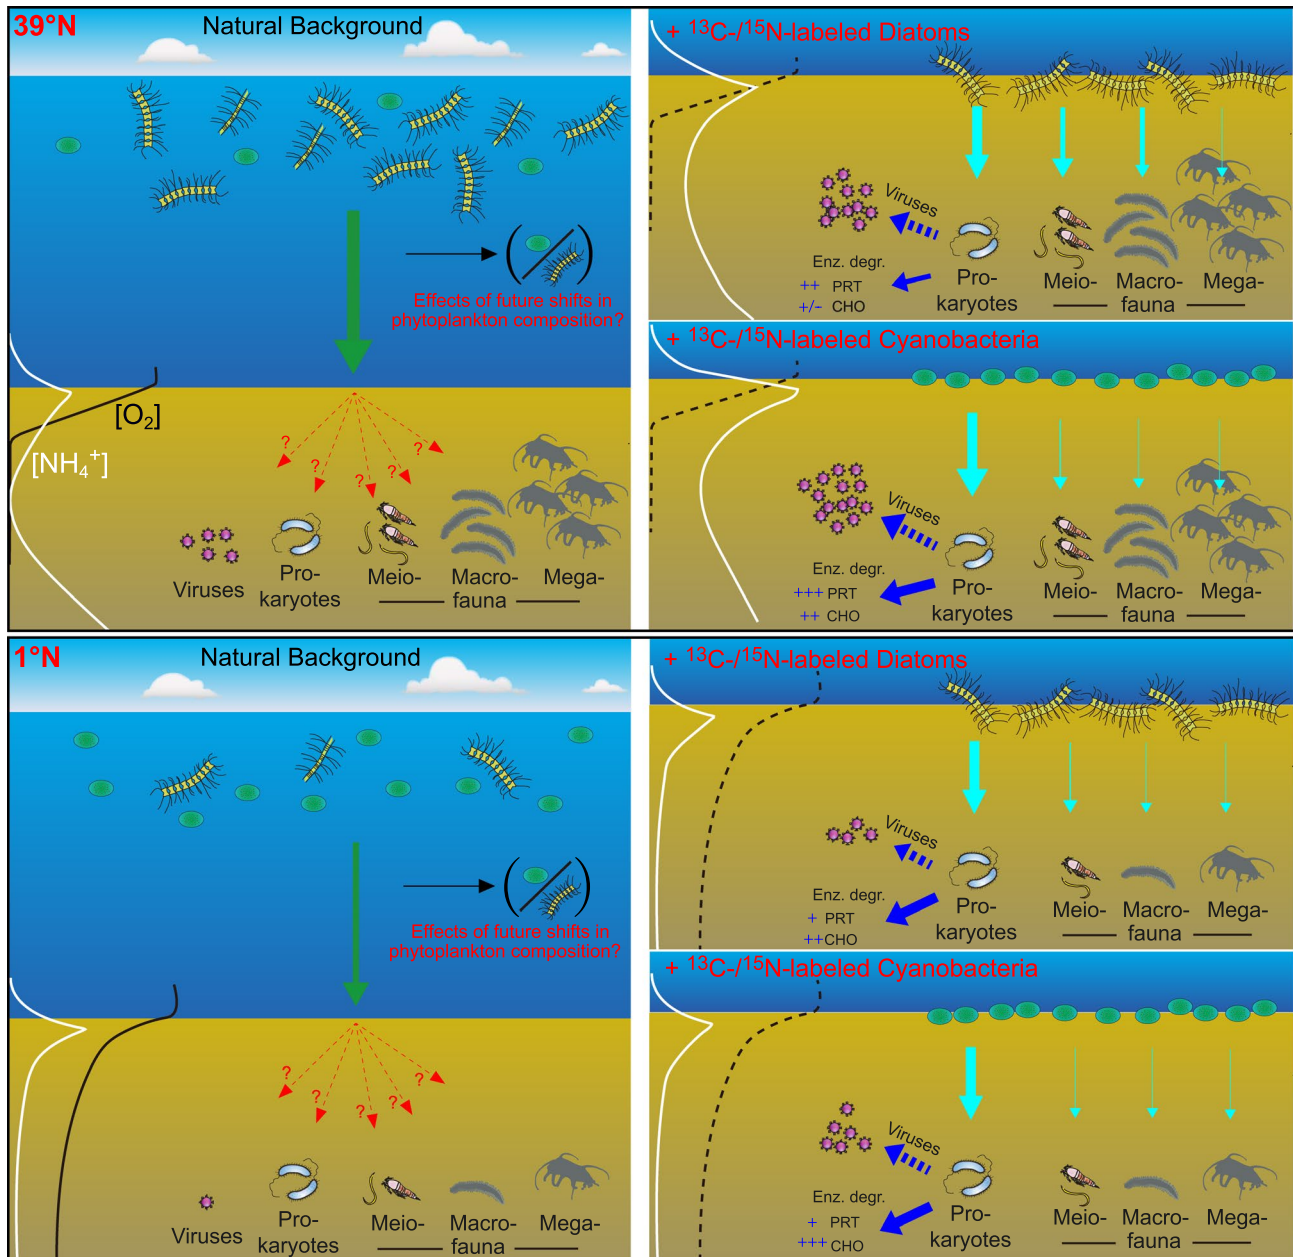 39°N
Natural Background
Effects of future shifts in
phytoplankton composition?
[O₂]
[NH₄⁺]
?
?
?
?
?
Viruses
Pro-
karyotes
Meio-
Macro-
fauna
Mega-
+ ¹³C-/¹⁵N-labeled Diatoms
Viruses
Enz. degr.
++ PRT
+/- CHO
Pro-
karyotes
Meio-
Macro-
fauna
Mega-
+ ¹³C-/¹⁵N-labeled Cyanobacteria
Viruses
Enz. degr.
+++ PRT
++ CHO
Pro-
karyotes
Meio-
Macro-
fauna
Mega-
1°N
Natural Background
Effects of future shifts in
phytoplankton composition?
?
?
?
?
?
Viruses
Pro-
karyotes
Meio-
Macro-
fauna
Mega-
+ ¹³C-/¹⁵N-labeled Diatoms
Viruses
Enz. degr.
+ PRT
++CHO
Pro-
karyotes
Meio-
Macro-
fauna
Mega-
+ ¹³C-/¹⁵N-labeled Cyanobacteria
Viruses
Enz. degr.
+ PRT
+++ CHO
Pro-
karyotes
Meio-
Macro-
fauna
Mega-